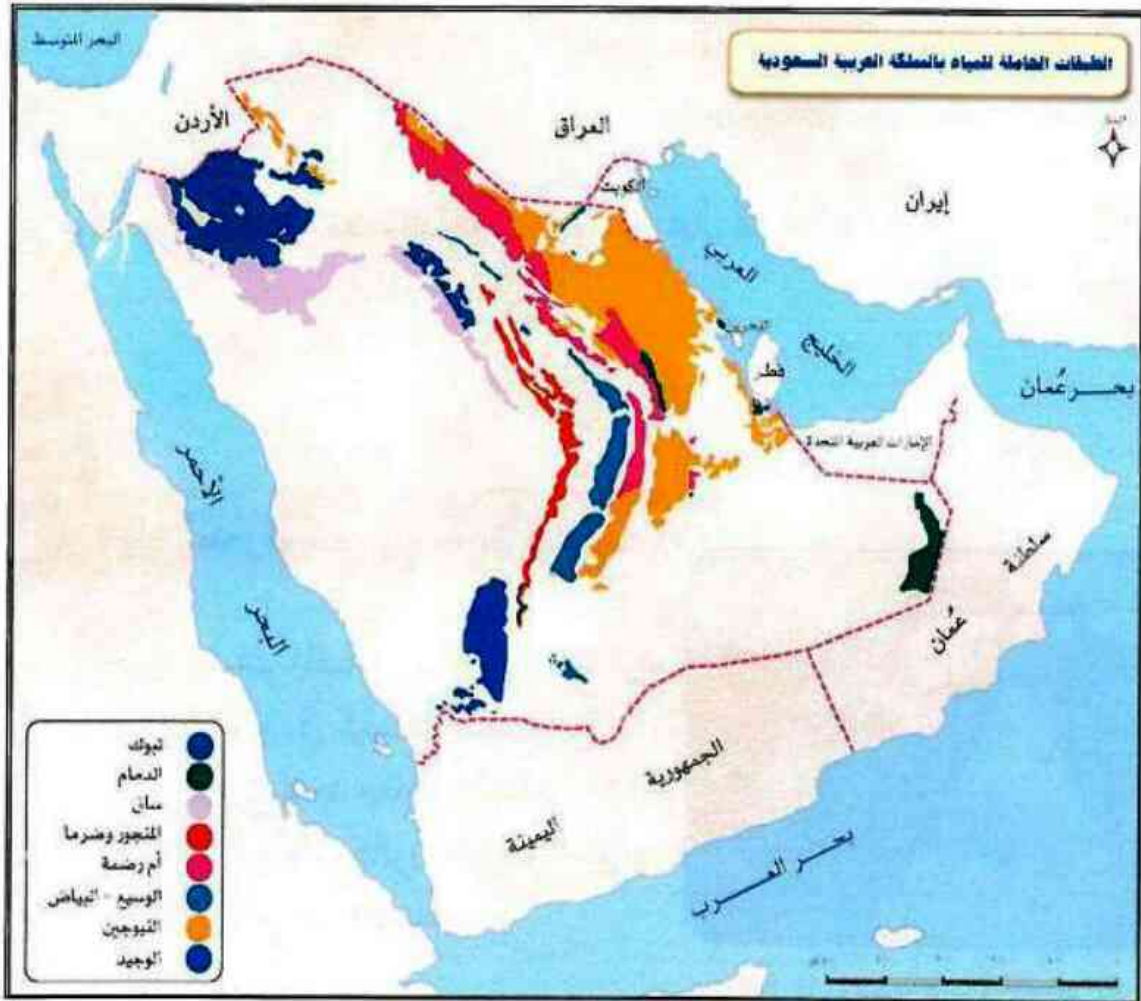 الطبقات الحاملة للمياه بالمملكة العربية السعودية
البحر المتوسط
الأردن
العراق
الكويت
إيران
الخليج
العربي
البحرين
قطر
بحر عُمان
الإمارات العربية المتحدة
سلطنة
عُمان
البحر
الأحمر
الجمهورية
اليمنية
بحر العرب
تبوك
الدمام
ساق
المنجور وضرما
أم رضمة
الوسيع - البياض
النيوجين
الوجيد